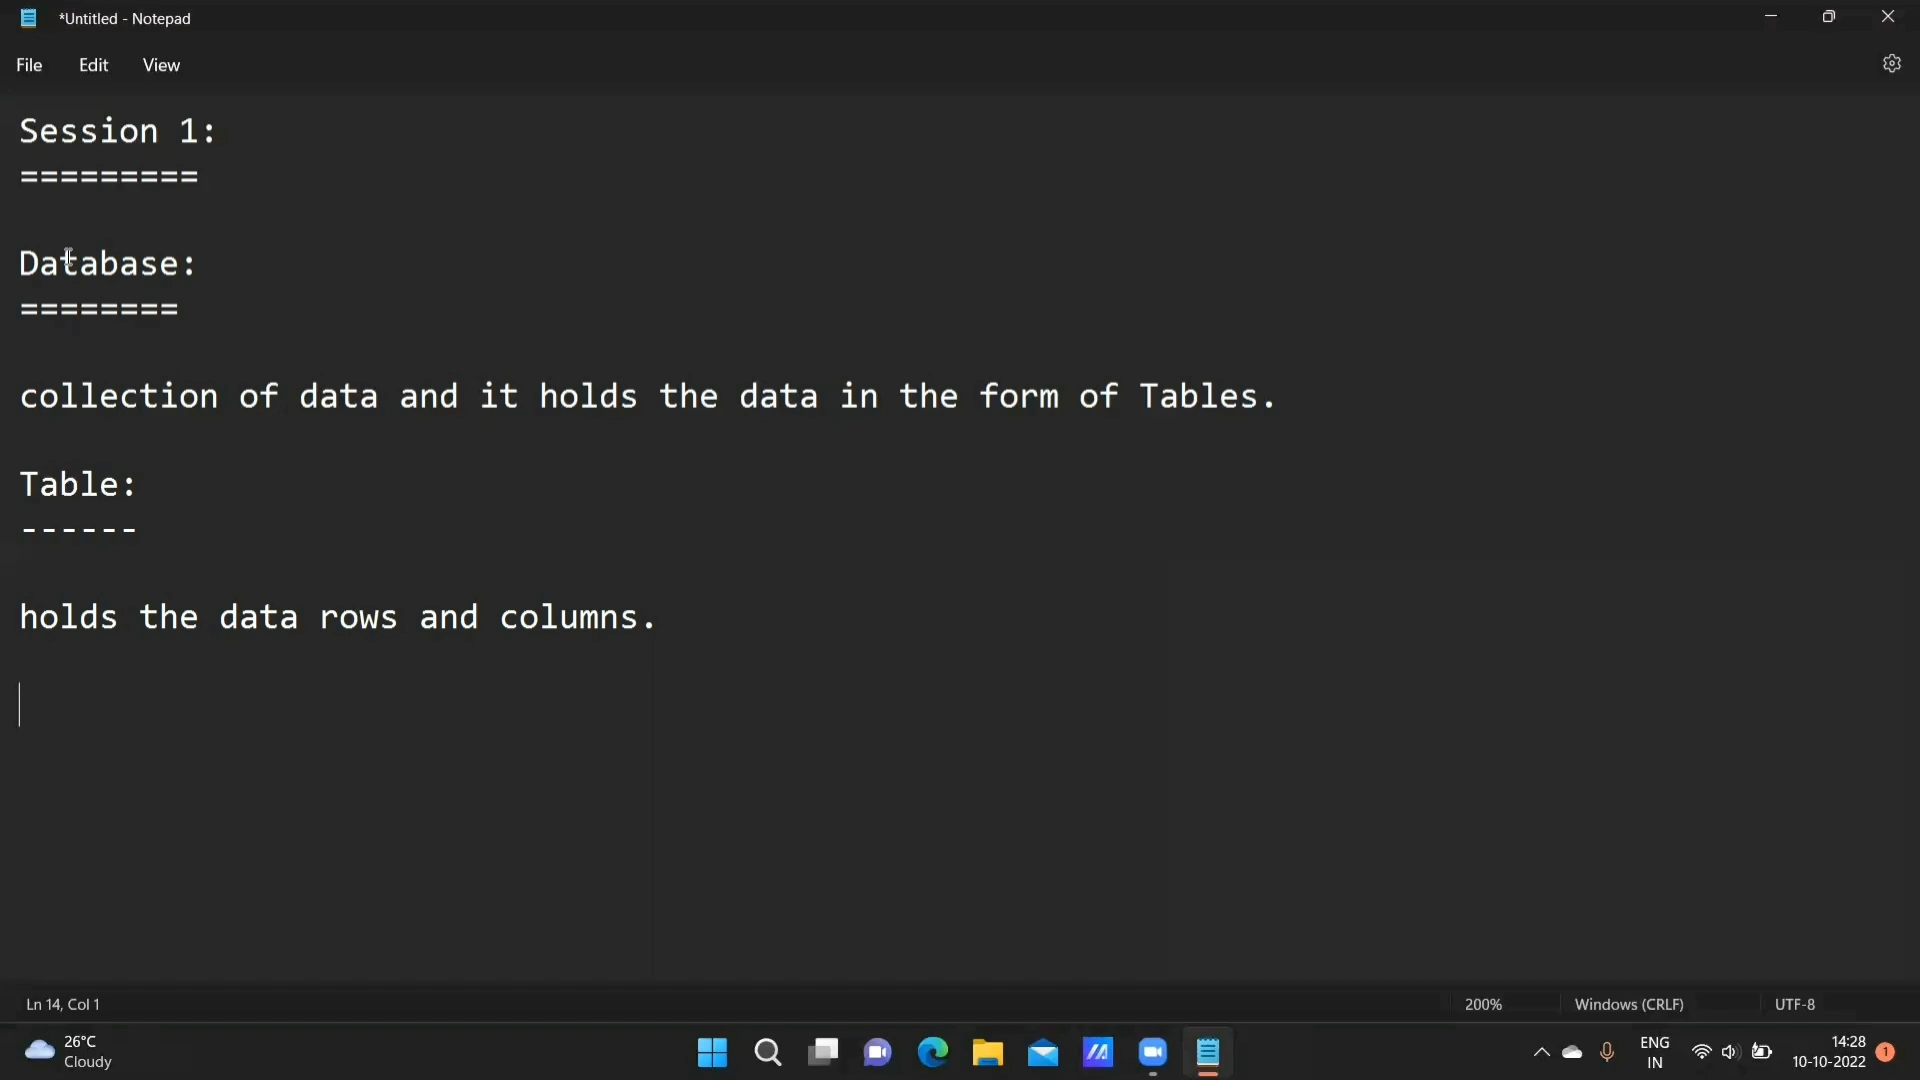 *Untitled - Notepad
File Edit View
Session 1:
=========
Database:
========
collection of data and it holds the data in the form of Tables.
Table:
------
holds the data rows and columns.
Ln 14, Col 1 200% Windows (CRLF) UTF-8
26°C
Cloudy
ENG
IN
14:28
10-10-2022
1